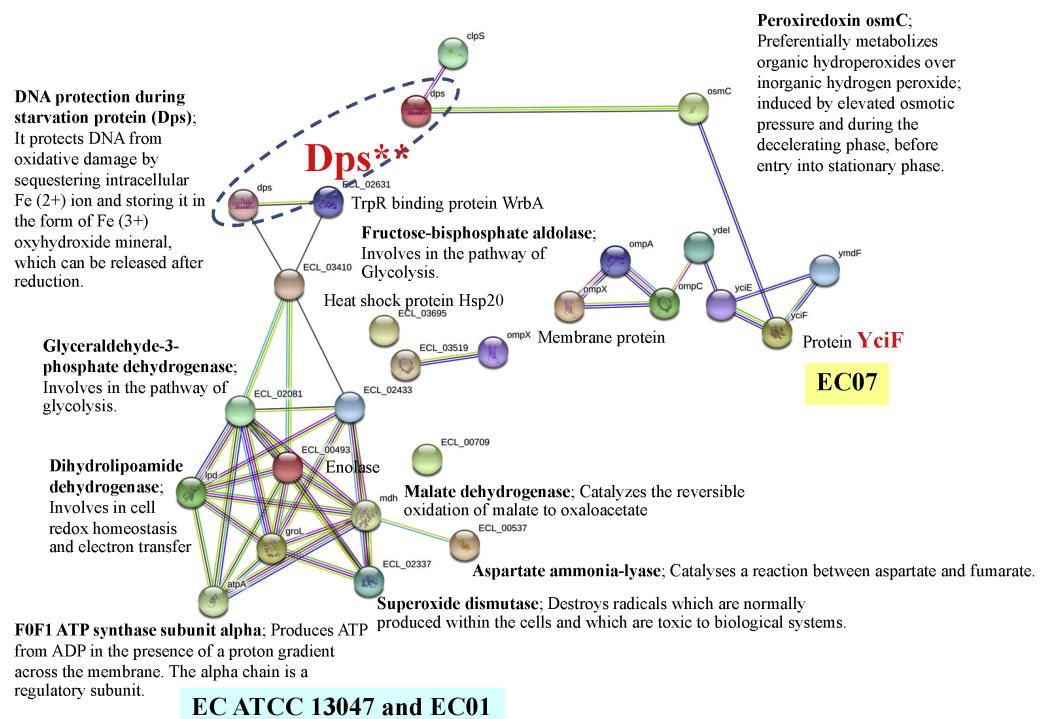 clpS
dps
osmC
Peroxiredoxin osmC;
Preferentially metabolizes
organic hydroperoxides over
inorganic hydrogen peroxide;
induced by elevated osmotic
pressure and during the
decelerating phase, before
entry into stationary phase.
DNA protection during
starvation protein (Dps);
It protects DNA from
oxidative damage by
sequestering intracellular
Fe (2+) ion and storing it in
the form of Fe (3+)
oxyhydroxide mineral,
which can be released after
reduction.
Dps**
dps
ECL_02631
TrpR binding protein WrbA
Fructose-bisphosphate aldolase;
Involves in the pathway of
Glycolysis.
ECL_03410
Heat shock protein Hsp20
ECL_03695
ompA
ompX
ompC
ydeI
yciE
ymdF
yciF
Membrane protein
Protein YciF
EC07
ECL_03519
ompX
Glyceraldehyde-3-
phosphate dehydrogenase;
Involves in the pathway of
glycolysis.
ECL_02081
ECL_02433
ECL_00493
Enolase
ECL_00709
Dihydrolipoamide
dehydrogenase;
Involves in cell
redox homeostasis
and electron transfer
lpd
mdh
Malate dehydrogenase; Catalyzes the reversible
oxidation of malate to oxaloacetate
groL
ECL_00537
Aspartate ammonia-lyase; Catalyses a reaction between aspartate and fumarate.
ECL_02337
atpA
Superoxide dismutase; Destroys radicals which are normally
produced within the cells and which are toxic to biological systems.
F0F1 ATP synthase subunit alpha; Produces ATP
from ADP in the presence of a proton gradient
across the membrane. The alpha chain is a
regulatory subunit.
EC ATCC 13047 and EC01